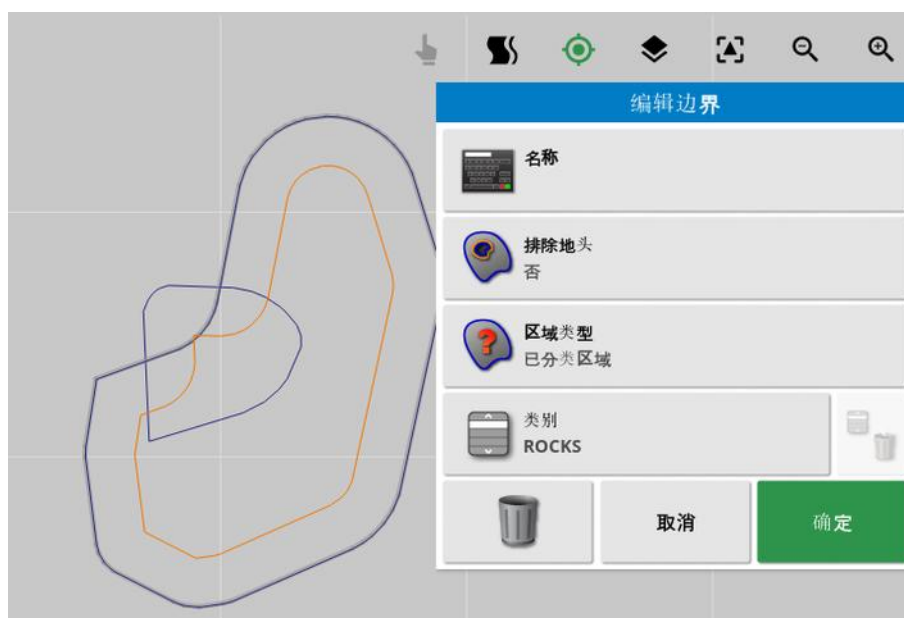 编辑边界
名称
排除地头
否
区域类型
已分类区域
类别
ROCKS
取消
确定